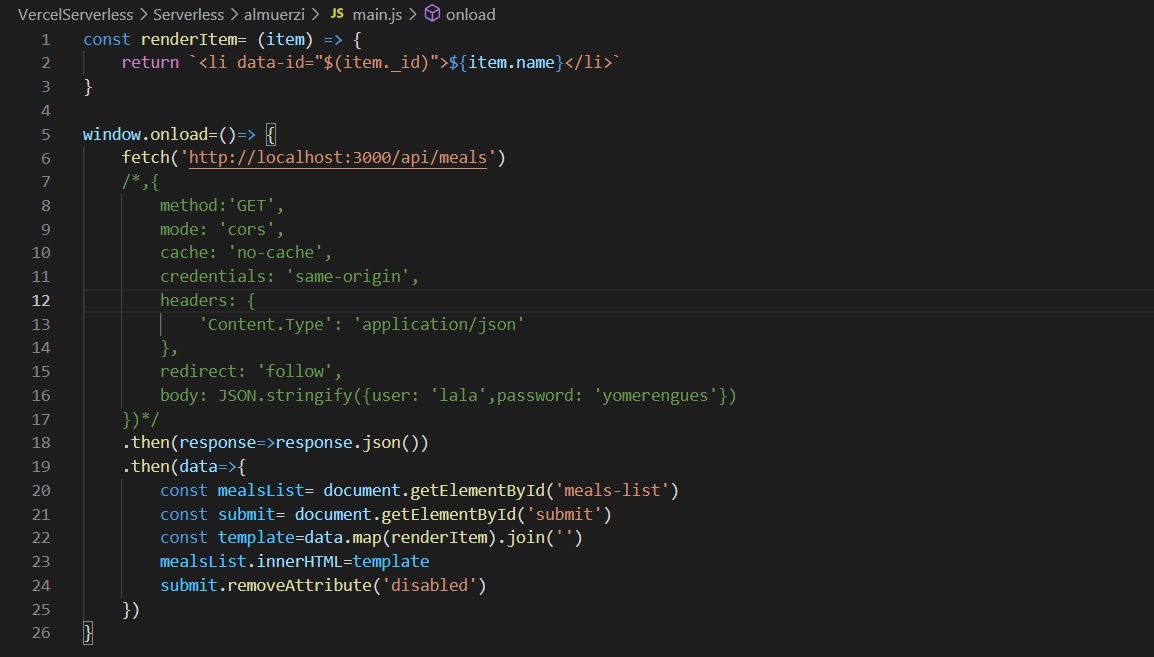 VercelServerless > Serverless > almuerzi > JS main.js > onload
1 const renderItem= (item) => {
2     return `<li data-id="$(item._id)">${item.name}</li>`
3 }
4
5 window.onload=()=> {
6     fetch('http://localhost:3000/api/meals')
7     /*,{
8         method:'GET',
9         mode: 'cors',
10         cache: 'no-cache',
11         credentials: 'same-origin',
12         headers: {
13             'Content.Type': 'application/json'
14         },
15         redirect: 'follow',
16         body: JSON.stringify({user: 'lala',password: 'yomerengues'})
17     })*/
18     .then(response=>response.json())
19     .then(data=>{
20         const mealsList= document.getElementById('meals-list')
21         const submit= document.getElementById('submit')
22         const template=data.map(renderItem).join('')
23         mealsList.innerHTML=template
24         submit.removeAttribute('disabled')
25     })
26 }